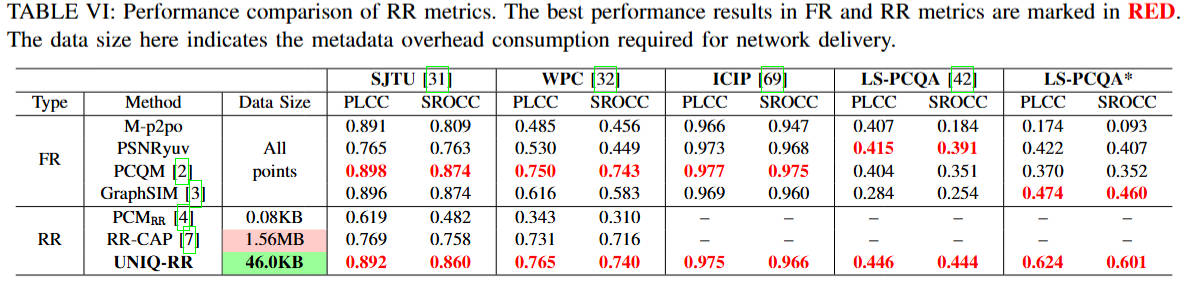 TABLE VI: Performance comparison of RR metrics. The best performance results in FR and RR metrics are marked in RED.
The data size here indicates the metadata overhead consumption required for network delivery.
SJTU [31] WPC [32] ICIP [69] LS-PCQA [42] LS-PCQA*
Type Method Data Size PLCC SROCC PLCC SROCC PLCC SROCC PLCC SROCC PLCC SROCC
M-p2po 0.891 0.809 0.485 0.456 0.966 0.947 0.407 0.184 0.174 0.093
FR PSNRyuv All 0.765 0.763 0.530 0.449 0.973 0.968 0.415 0.391 0.422 0.407
PCQM [2] points 0.898 0.874 0.750 0.743 0.977 0.975 0.404 0.351 0.370 0.352
GraphSIM [3] 0.896 0.874 0.616 0.583 0.969 0.960 0.284 0.254 0.474 0.460
PCMRR [4] 0.08KB 0.619 0.482 0.343 0.310 – – – – – –
RR RR-CAP [7] 1.56MB 0.769 0.758 0.731 0.716 – – – – – –
UNIQ-RR 46.0KB 0.892 0.860 0.765 0.740 0.975 0.966 0.446 0.444 0.624 0.601